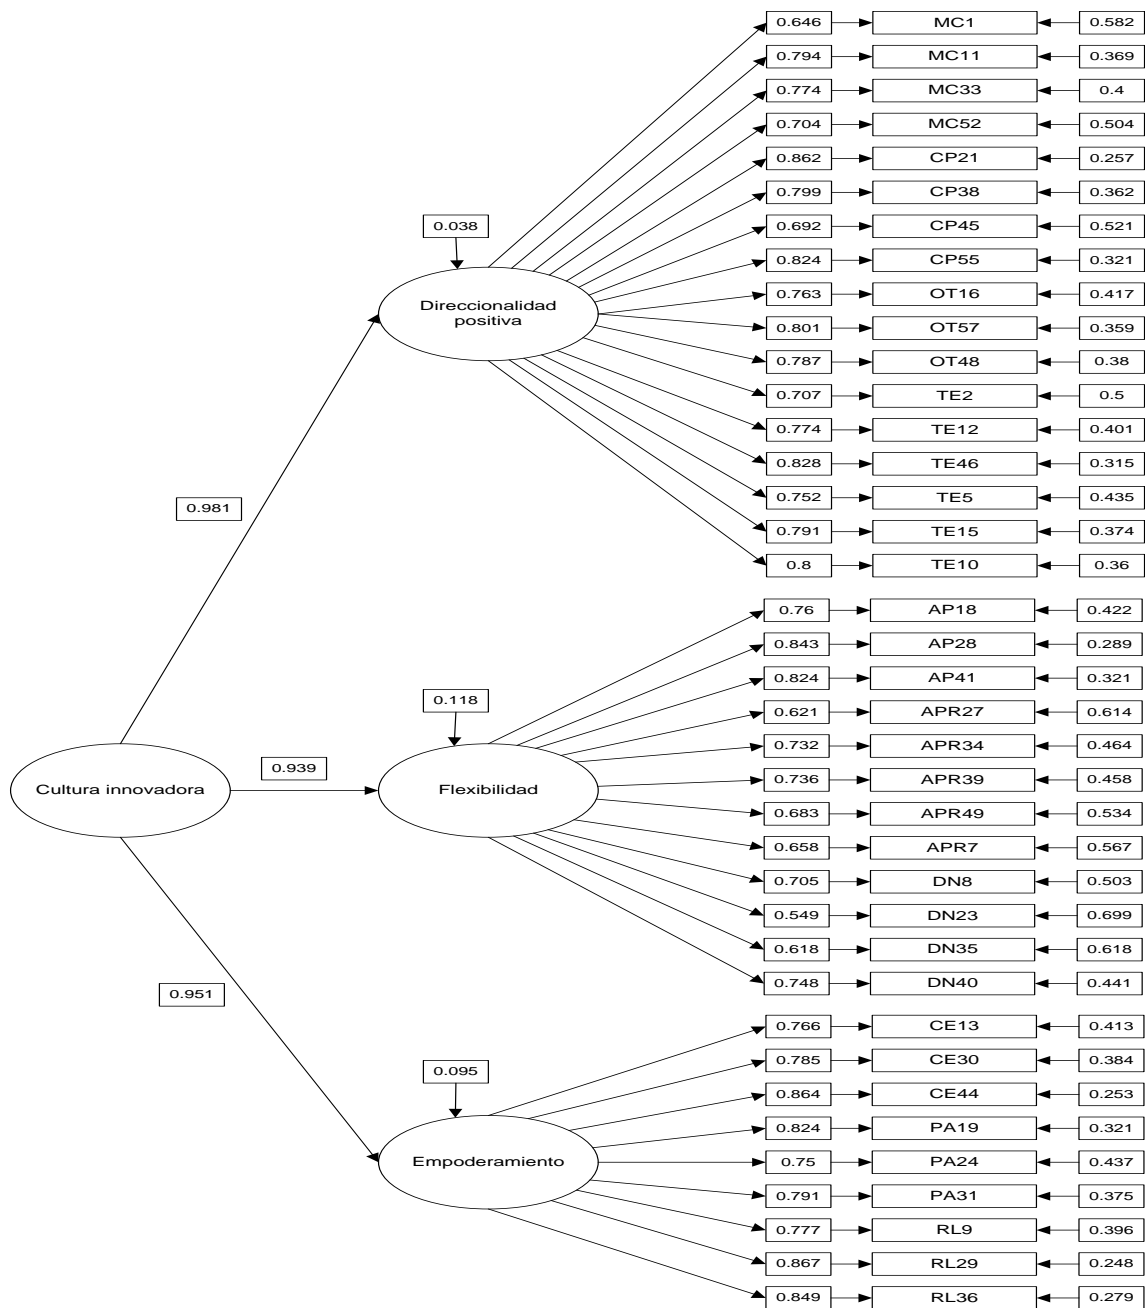 0.646 MC1 0.582
0.794 MC11 0.369
0.774 MC33 0.4
0.704 MC52 0.504
0.862 CP21 0.257
0.799 CP38 0.362
0.038
0.692 CP45 0.521
0.824 CP55 0.321
Direccionalidad
positiva
0.763 OT16 0.417
0.801 OT57 0.359
0.787 OT48 0.38
0.707 TE2 0.5
0.774 TE12 0.401
0.828 TE46 0.315
0.981
0.752 TE5 0.435
0.791 TE15 0.374
0.8 TE10 0.36
0.76 AP18 0.422
0.843 AP28 0.289
0.824 AP41 0.321
0.118
0.621 APR27 0.614
0.732 APR34 0.464
0.939
0.736 APR39 0.458
Cultura innovadora
Flexibilidad
0.683 APR49 0.534
0.658 APR7 0.567
0.705 DN8 0.503
0.549 DN23 0.699
0.618 DN35 0.618
0.748 DN40 0.441
0.951
0.766 CE13 0.413
0.785 CE30 0.384
0.095
0.864 CE44 0.253
0.824 PA19 0.321
Empoderamiento
0.75 PA24 0.437
0.791 PA31 0.375
0.777 RL9 0.396
0.867 RL29 0.248
0.849 RL36 0.279